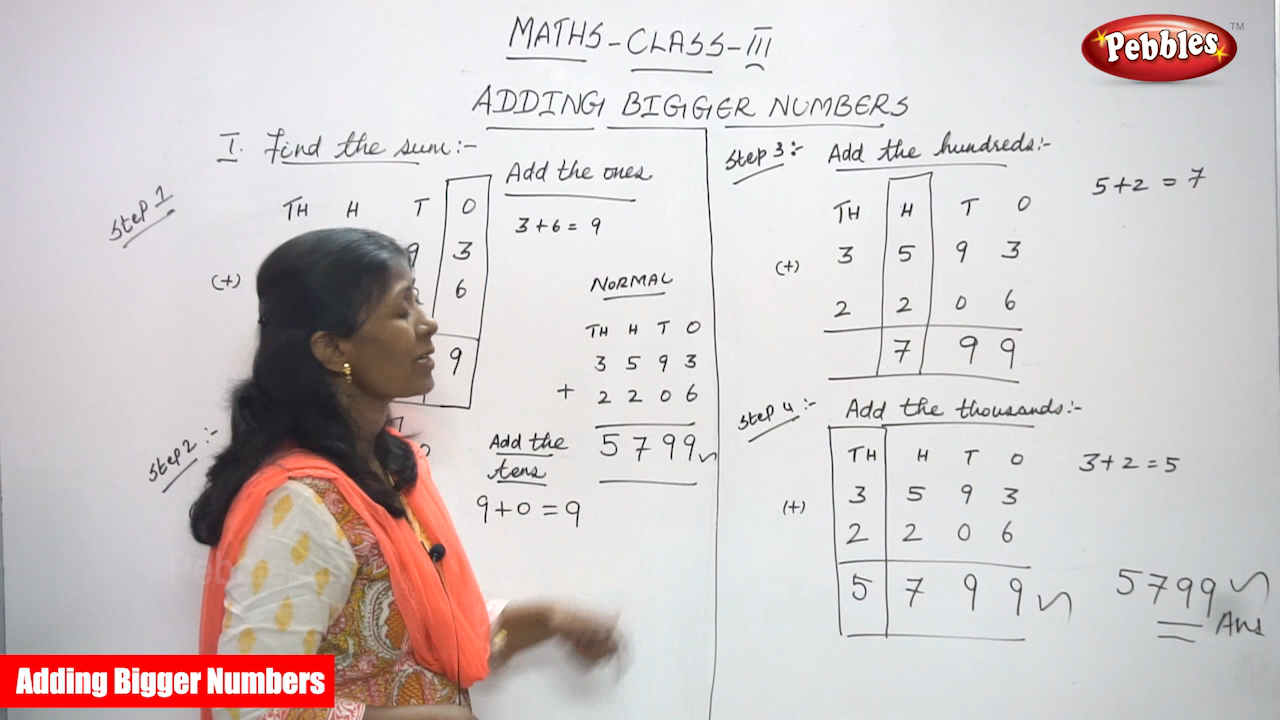 MATHS-CLASS-III
Pebbles TM
ADDING BIGGER NUMBERS
I. Find the sum:-
Step 1
Add the ones
TH H T O
9 3
(+)
6
9
3+6 = 9
NORMAL
TH H T O
3 5 9 3
+ 2 2 0 6
5 7 9 9
Step 2 :-
Add the
tens
9+0 = 9
Step 3 :- Add the hundreds:-
5+2 = 7
TH H T O
3 5 9 3
(+)
2 2 0 6
7 9 9
Step 4 :- Add the thousands:-
TH H T O
3+2 = 5
3 5 9 3
(+)
2 2 0 6
5 7 9 9
5799
Ans
Adding Bigger Numbers